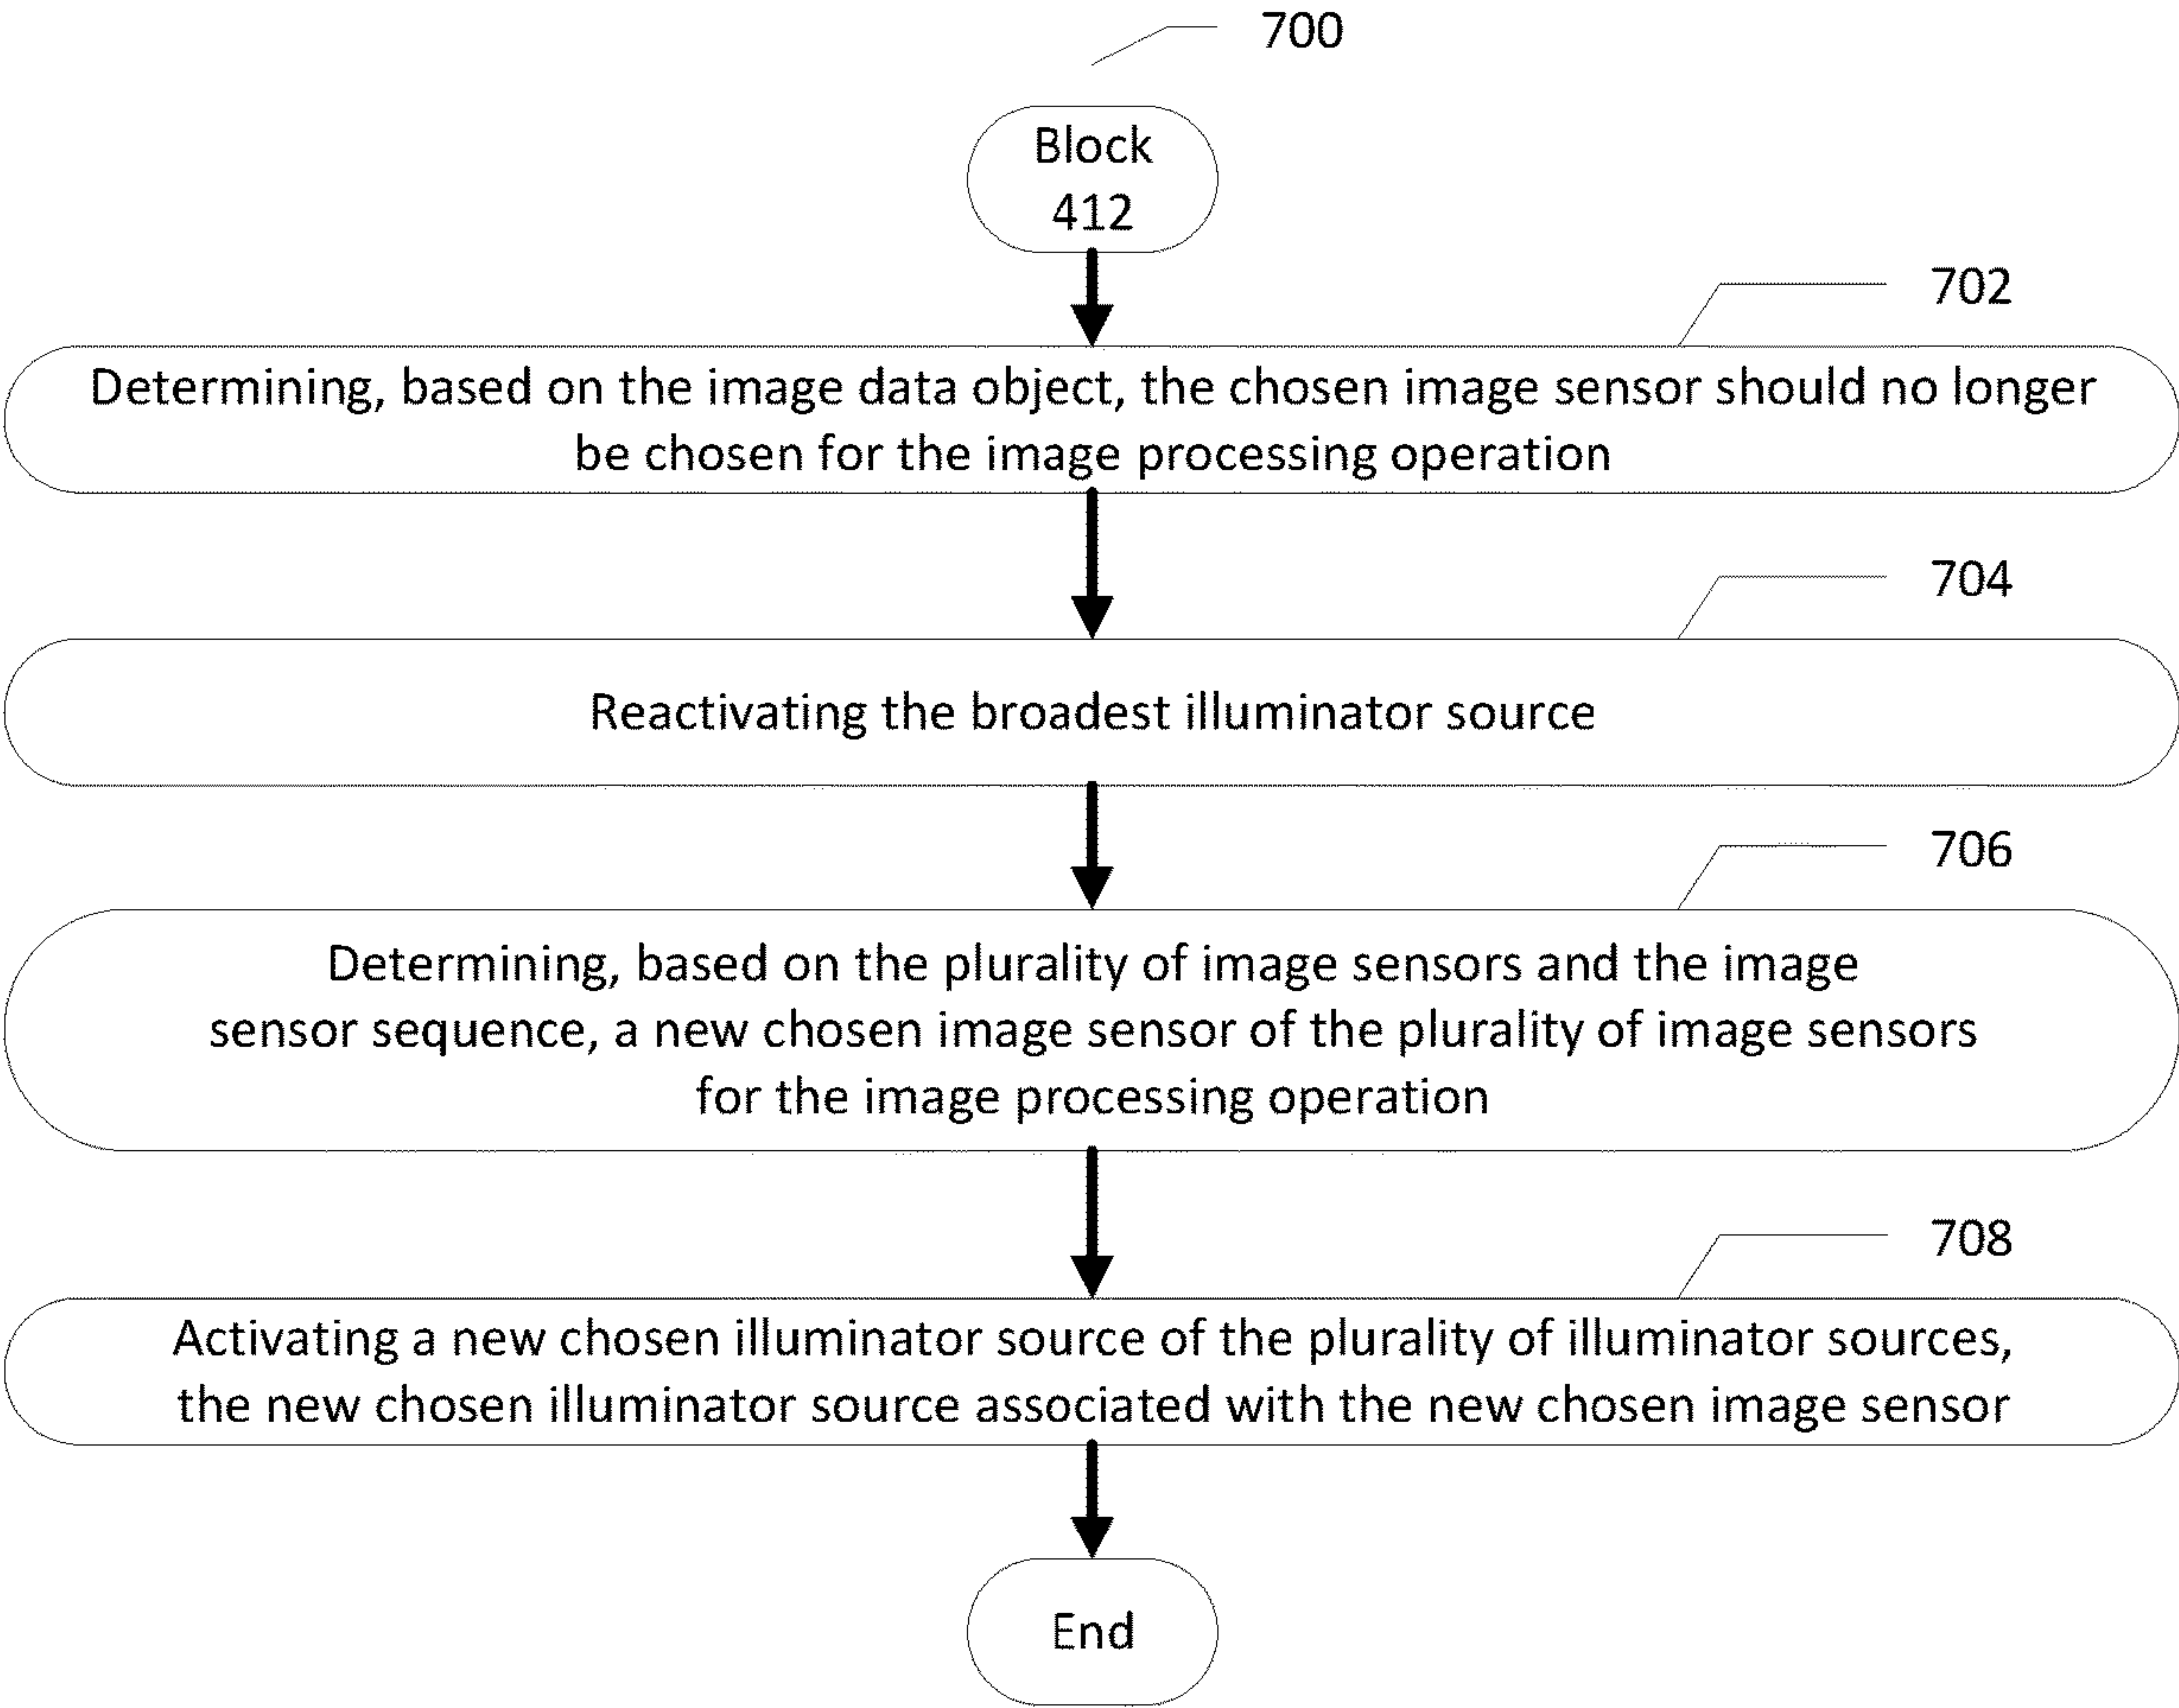 700
Block
412
702
Determining, based on the image data object, the chosen image sensor should no longer
be chosen for the image processing operation
704
Reactivating the broadest illuminator source
706
Determining, based on the plurality of image sensors and the image
sensor sequence, a new chosen image sensor of the plurality of image sensors
for the image processing operation
708
Activating a new chosen illuminator source of the plurality of illuminator sources,
the new chosen illuminator source associated with the new chosen image sensor
End